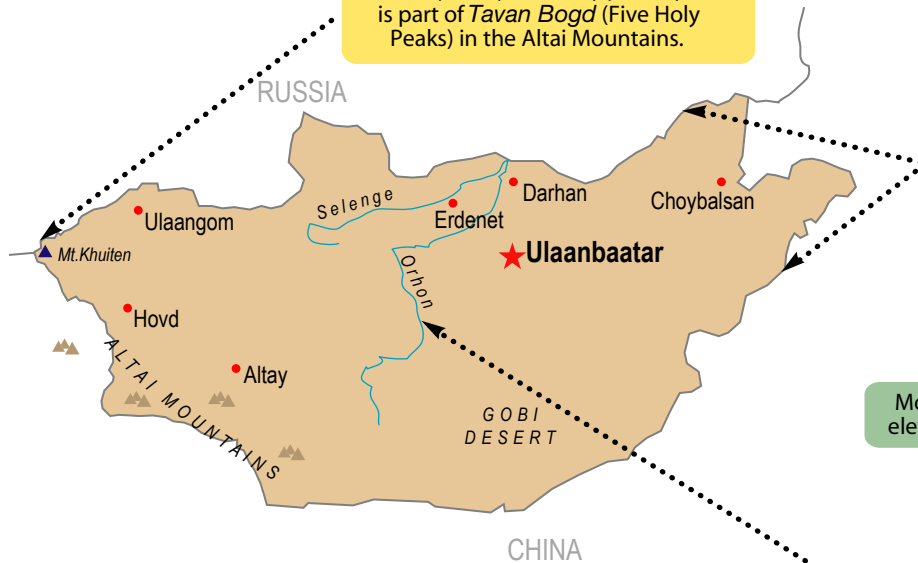 is part of Tavan Bogd (Five Holy
Peaks) in the Altai Mountains.
RUSSIA
Selenge
Darhan
Choybalsan
Ulaangom
Erdenet
Mt.Khuiten
Ulaanbaatar
Orhon
Hovd
ALTAI MOUNTAINS
Altay
GOBI
DESERT
CHINA